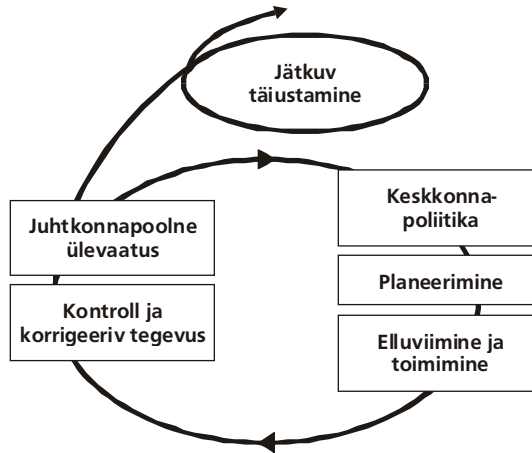 Jätkuv
täiustamine
Keskkonna-
poliitika
Planeerimine
Elluviimine ja
toimimine
Kontroll ja
korrigeeriv tegevus
Juhtkonnapoolne
ülevaatus